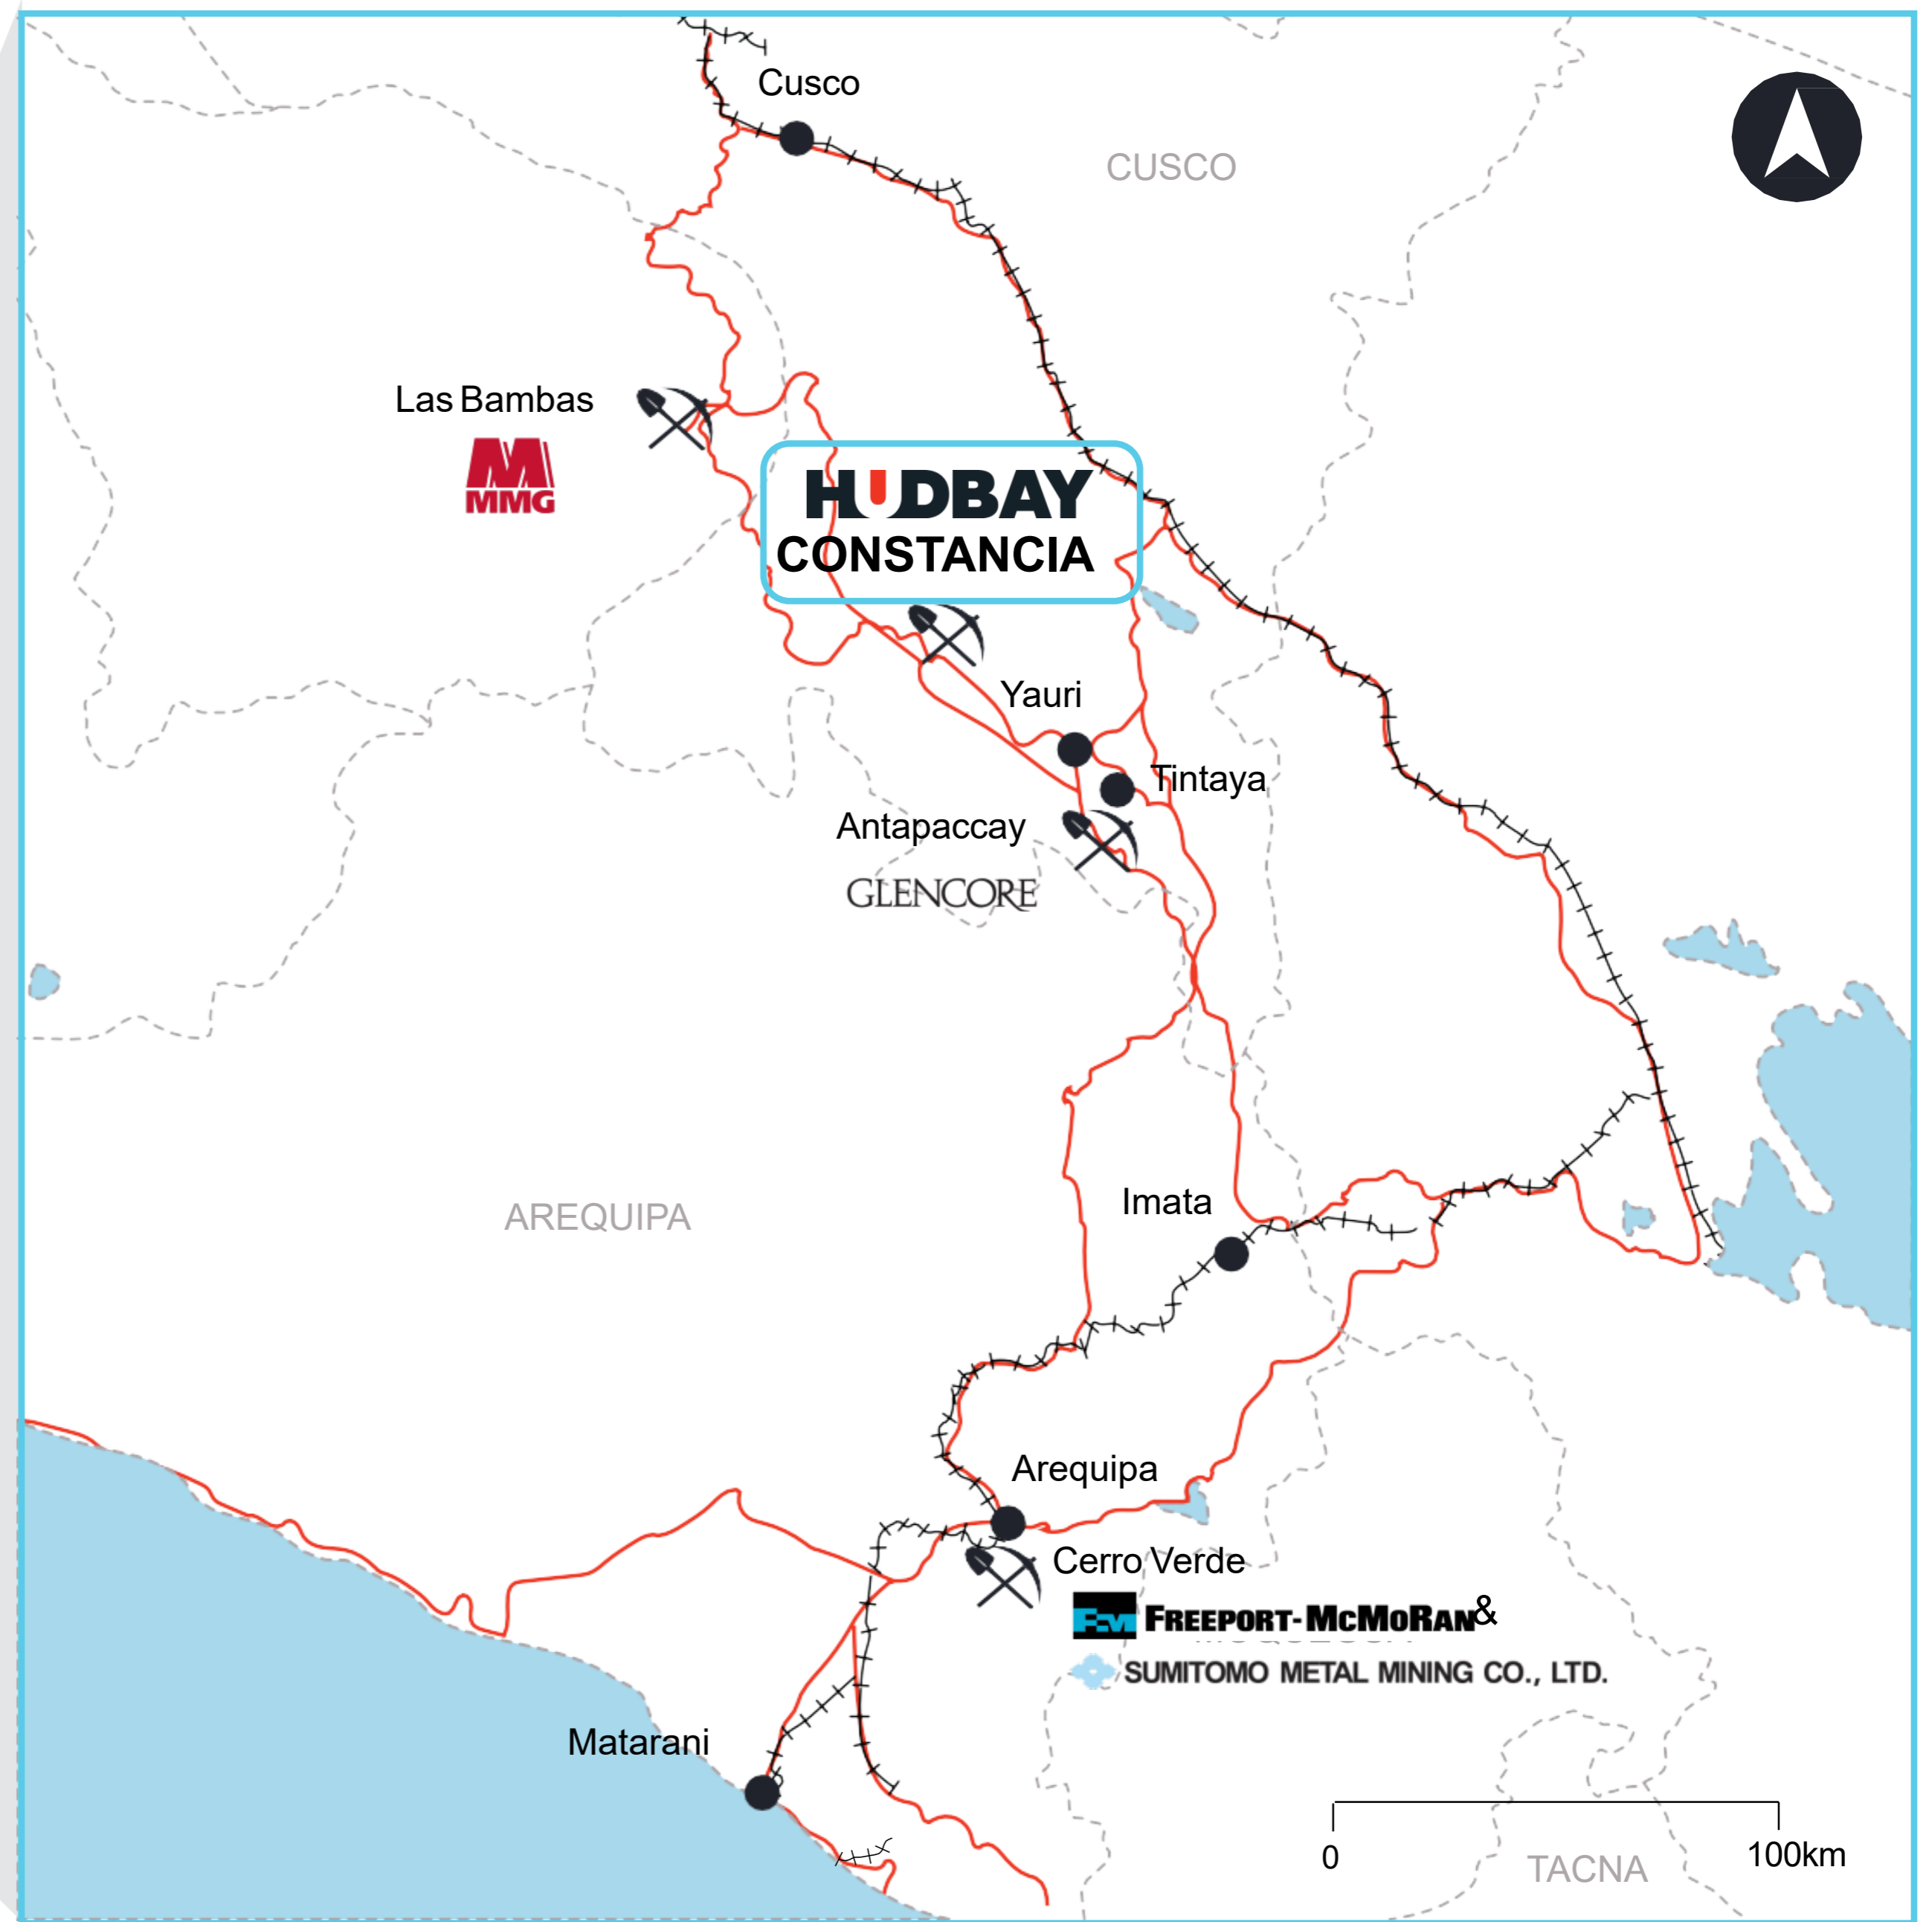 Cusco
CUSCO
Las Bambas
MMG
HUDBAY
CONSTANCIA
Yauri
Tintaya
Antapaccay
GLENCORE
Imata
AREQUIPA
Arequipa
Cerro Verde
FREEPORT-MCMORAN &
SUMITOMO METAL MINING CO., LTD.
Matarani
0
100km
TACNA